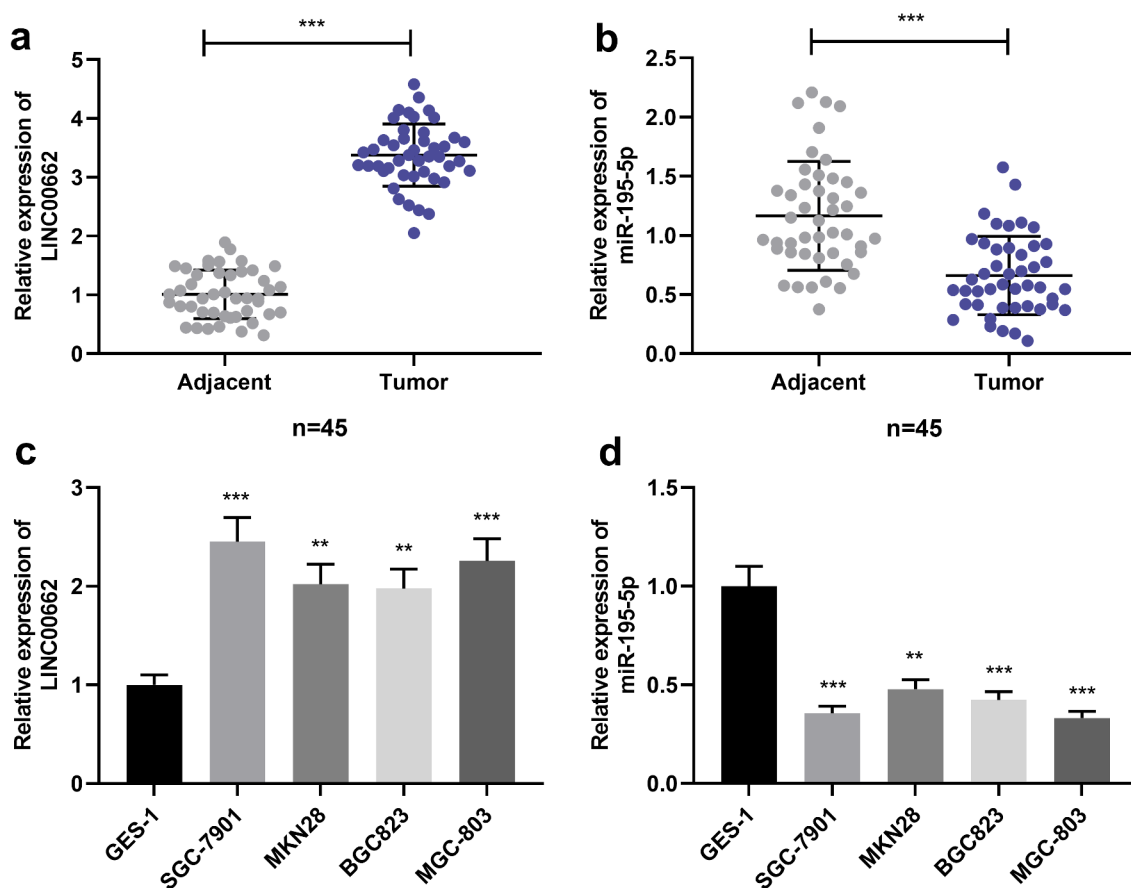 a
***
Relative expression of
LINC00662
5
4
3
2
1
0
Adjacent
Tumor
n=45
b
***
Relative expression of
miR-195-5p
2.5
2.0
1.5
1.0
0.5
0.0
Adjacent
Tumor
n=45
c
Relative expression of
LINC00662
3
2
1
0
***
**
**
***
GES-1
SGC-7901
MKN28
BGC823
MGC-803
d
Relative expression of
miR-195-5p
1.5
1.0
0.5
0.0
***
**
***
***
GES-1
SGC-7901
MKN28
BGC823
MGC-803